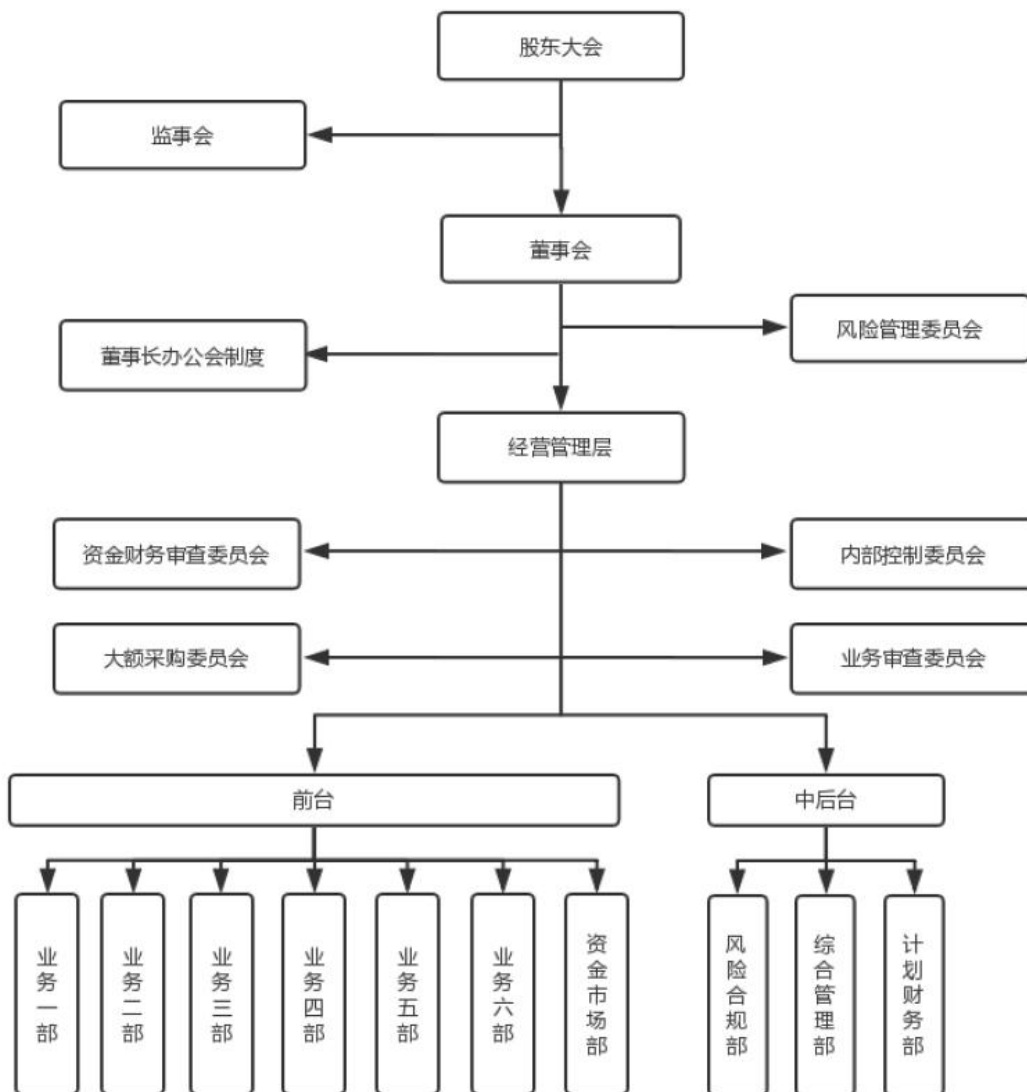 股东大会
监事会
董事会
风险管理委员会
董事长办公会制度
经营管理层
资金财务审查委员会
内部控制委员会
大额采购委员会
业务审查委员会
前台
中后台
业务一部
业务二部
业务三部
业务四部
业务五部
业务六部
资金市场部
风险合规部
综合管理部
计划财务部